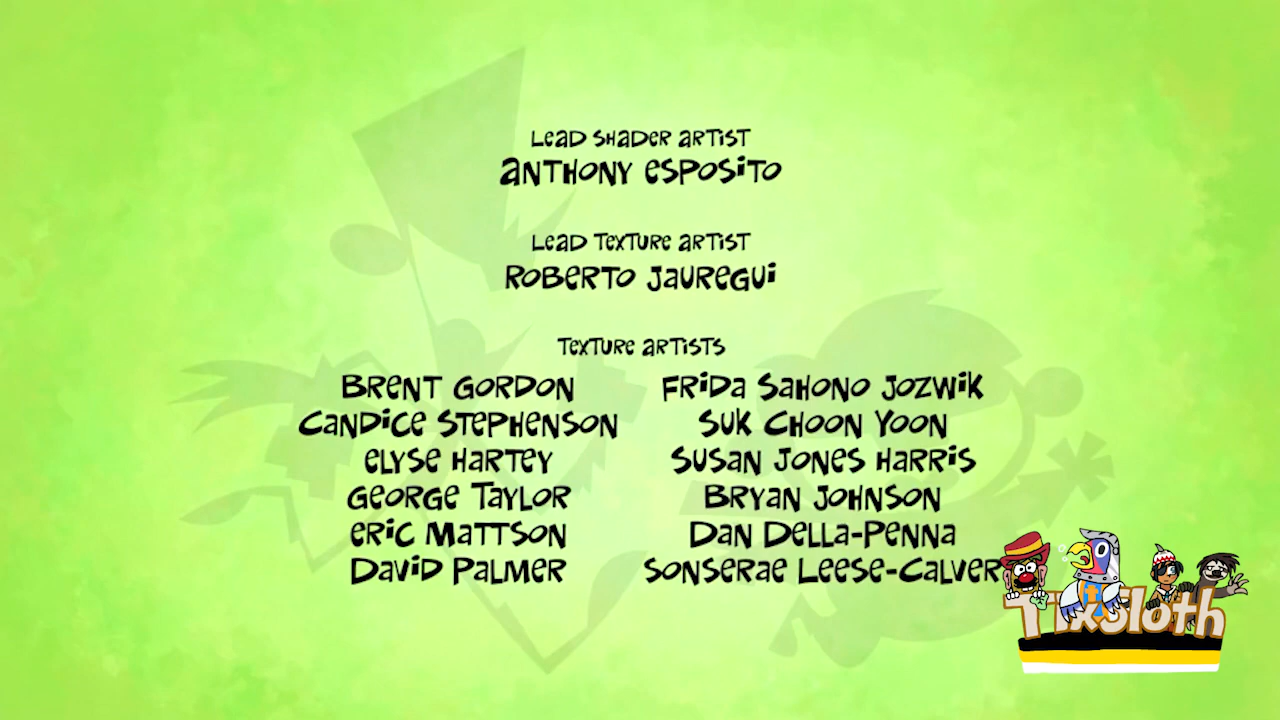 LEAD SHADER ARTIST
ANTHONY ESPOSITO
LEAD TEXTURE ARTIST
ROBERTO JAUREGUI
TEXTURE ARTISTS
BRENT GORDON
CANDICE STEPHENSON
ELYSE HARTEY
GEORGE TAYLOR
ERIC MATTSON
DAVID PALMER
FRIDA SAHONO JOZWIK
SUK CHOON YOON
SUSAN JONES HARRIS
BRYAN JOHNSON
DAN DELLA-PENNA
SONSERAE LEESE-CALVER
TixSloth